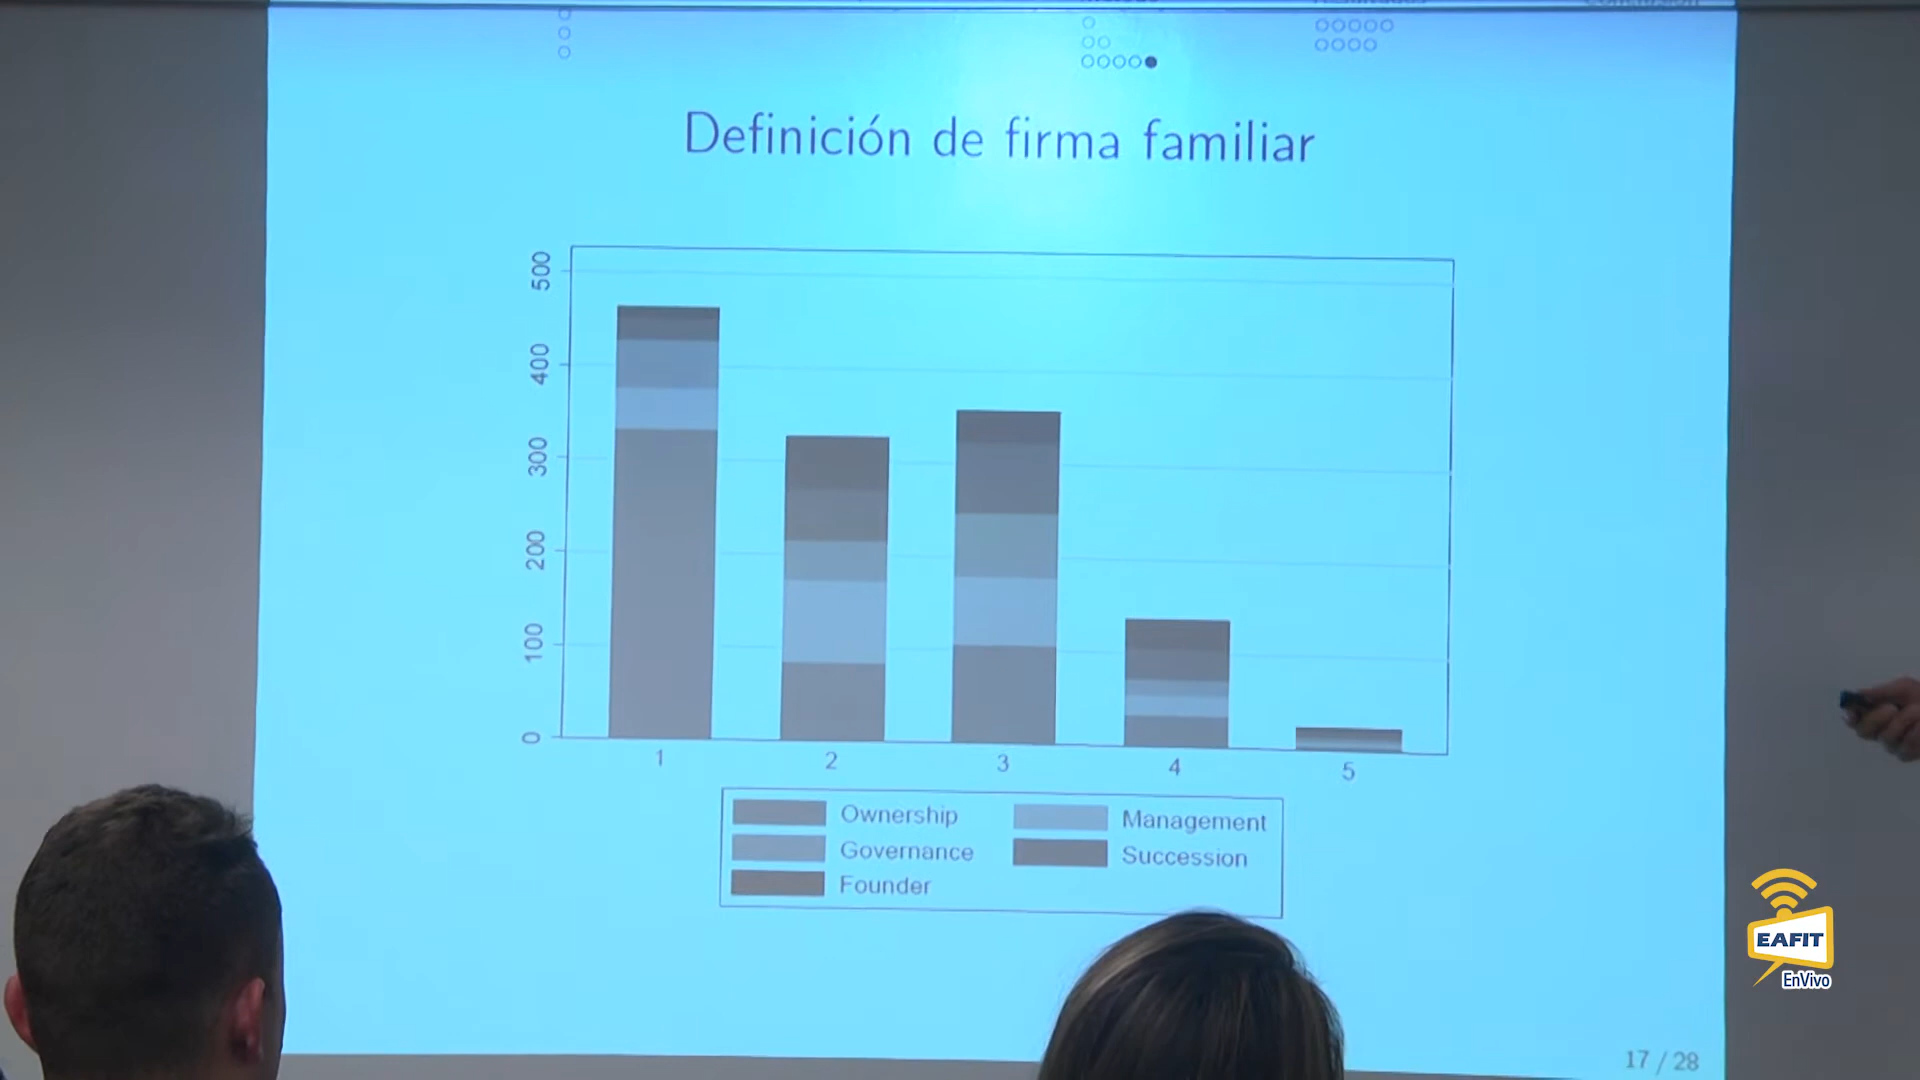 Definición de firma familiar
500
400
300
200
100
0
1 2 3 4 5
Ownership Management
Governance Succession
Founder
EAFIT
EnVivo
17 / 28